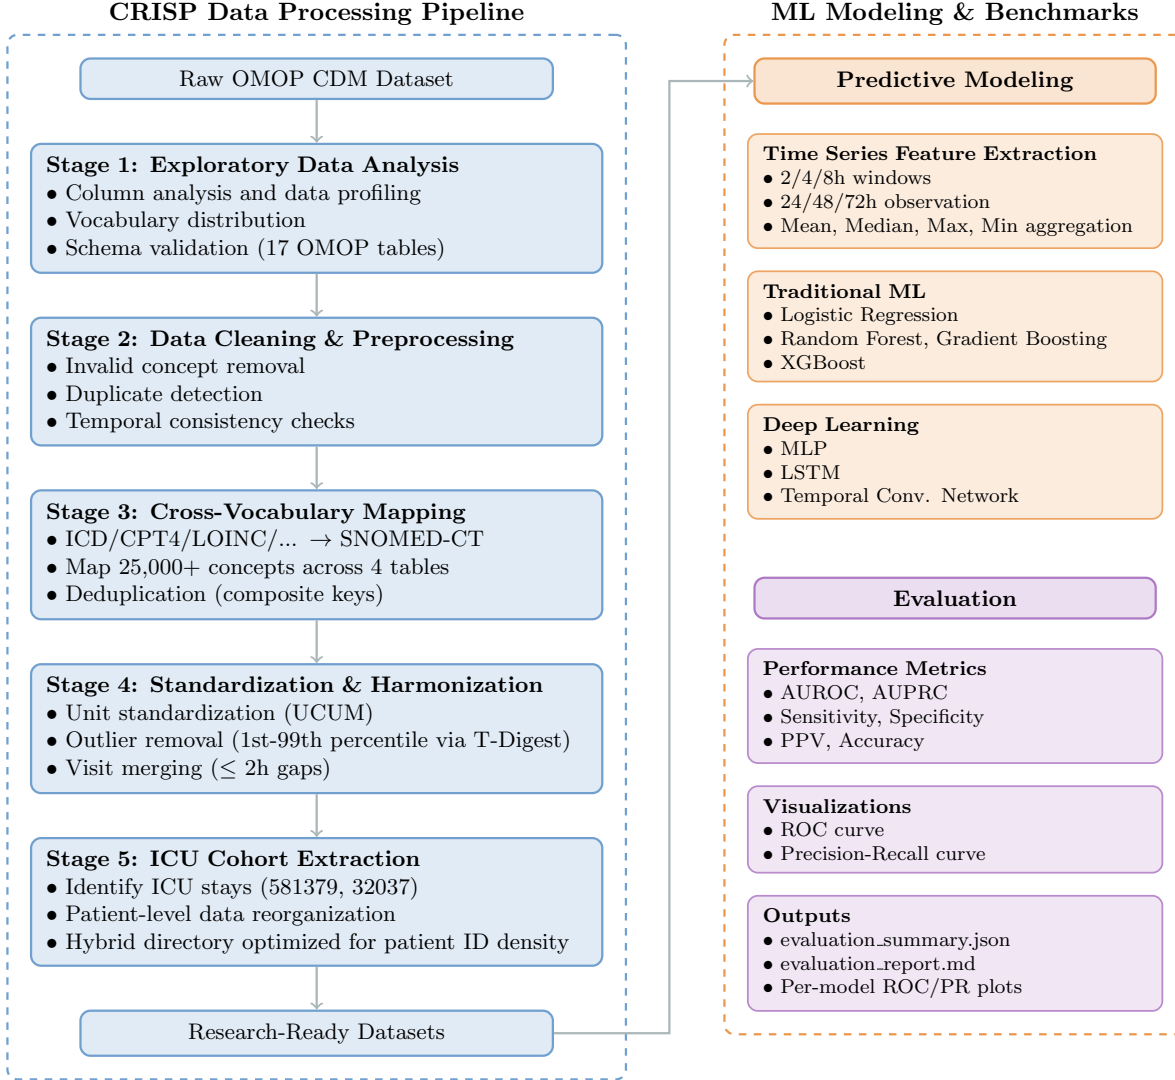 CRISP Data Processing Pipeline
Raw OMOP CDM Dataset
Stage 1: Exploratory Data Analysis
• Column analysis and data profiling
• Vocabulary distribution
• Schema validation (17 OMOP tables)
Stage 2: Data Cleaning & Preprocessing
• Invalid concept removal
• Duplicate detection
• Temporal consistency checks
Stage 3: Cross-Vocabulary Mapping
• ICD/CPT4/LOINC/... → SNOMED-CT
• Map 25,000+ concepts across 4 tables
• Deduplication (composite keys)
Stage 4: Standardization & Harmonization
• Unit standardization (UCUM)
• Outlier removal (1st-99th percentile via T-Digest)
• Visit merging (≤ 2h gaps)
Stage 5: ICU Cohort Extraction
• Identify ICU stays (581379, 32037)
• Patient-level data reorganization
• Hybrid directory optimized for patient ID density
Research-Ready Datasets
ML Modeling & Benchmarks
Predictive Modeling
Time Series Feature Extraction
• 2/4/8h windows
• 24/48/72h observation
• Mean, Median, Max, Min aggregation
Traditional ML
• Logistic Regression
• Random Forest, Gradient Boosting
• XGBoost
Deep Learning
• MLP
• LSTM
• Temporal Conv. Network
Evaluation
Performance Metrics
• AUROC, AUPRC
• Sensitivity, Specificity
• PPV, Accuracy
Visualizations
• ROC curve
• Precision-Recall curve
Outputs
• evaluation_summary.json
• evaluation_report.md
• Per-model ROC/PR plots